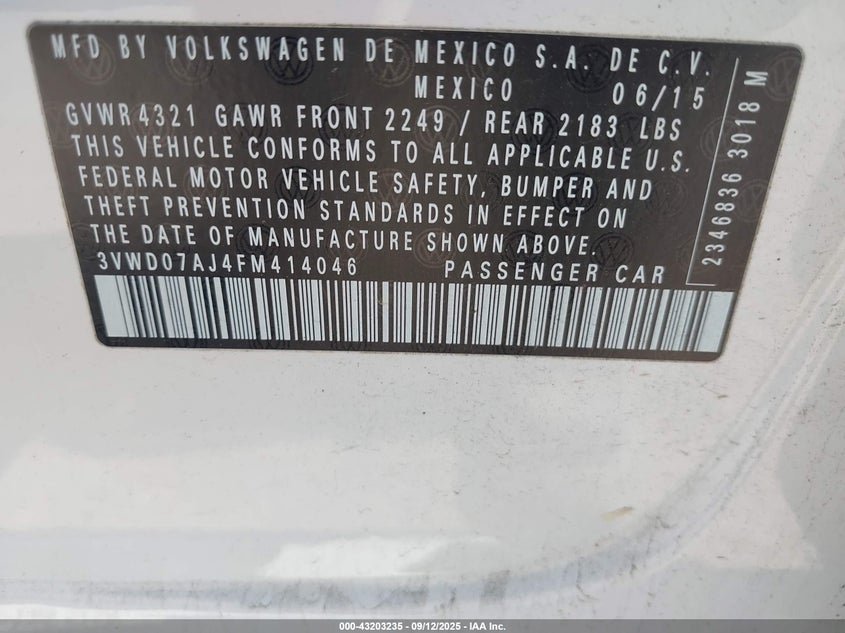 MFD BY VOLKSWAGEN DE MEXICO S.A. DE C.V.
MEXICO 06/15
GVWR4321 GAWR FRONT 2249 / REAR 2183 LBS
THIS VEHICLE CONFORMS TO ALL APPLICABLE U.S.
FEDERAL MOTOR VEHICLE SAFETY, BUMPER AND
THEFT PREVENTION STANDARDS IN EFFECT ON
THE DATE OF MANUFACTURE SHOWN ABOVE.
3VWD07AJ4FM414046 PASSENGER CAR
2346836 3018 M
000-43203235 - 09/12/2025 - IAA Inc.